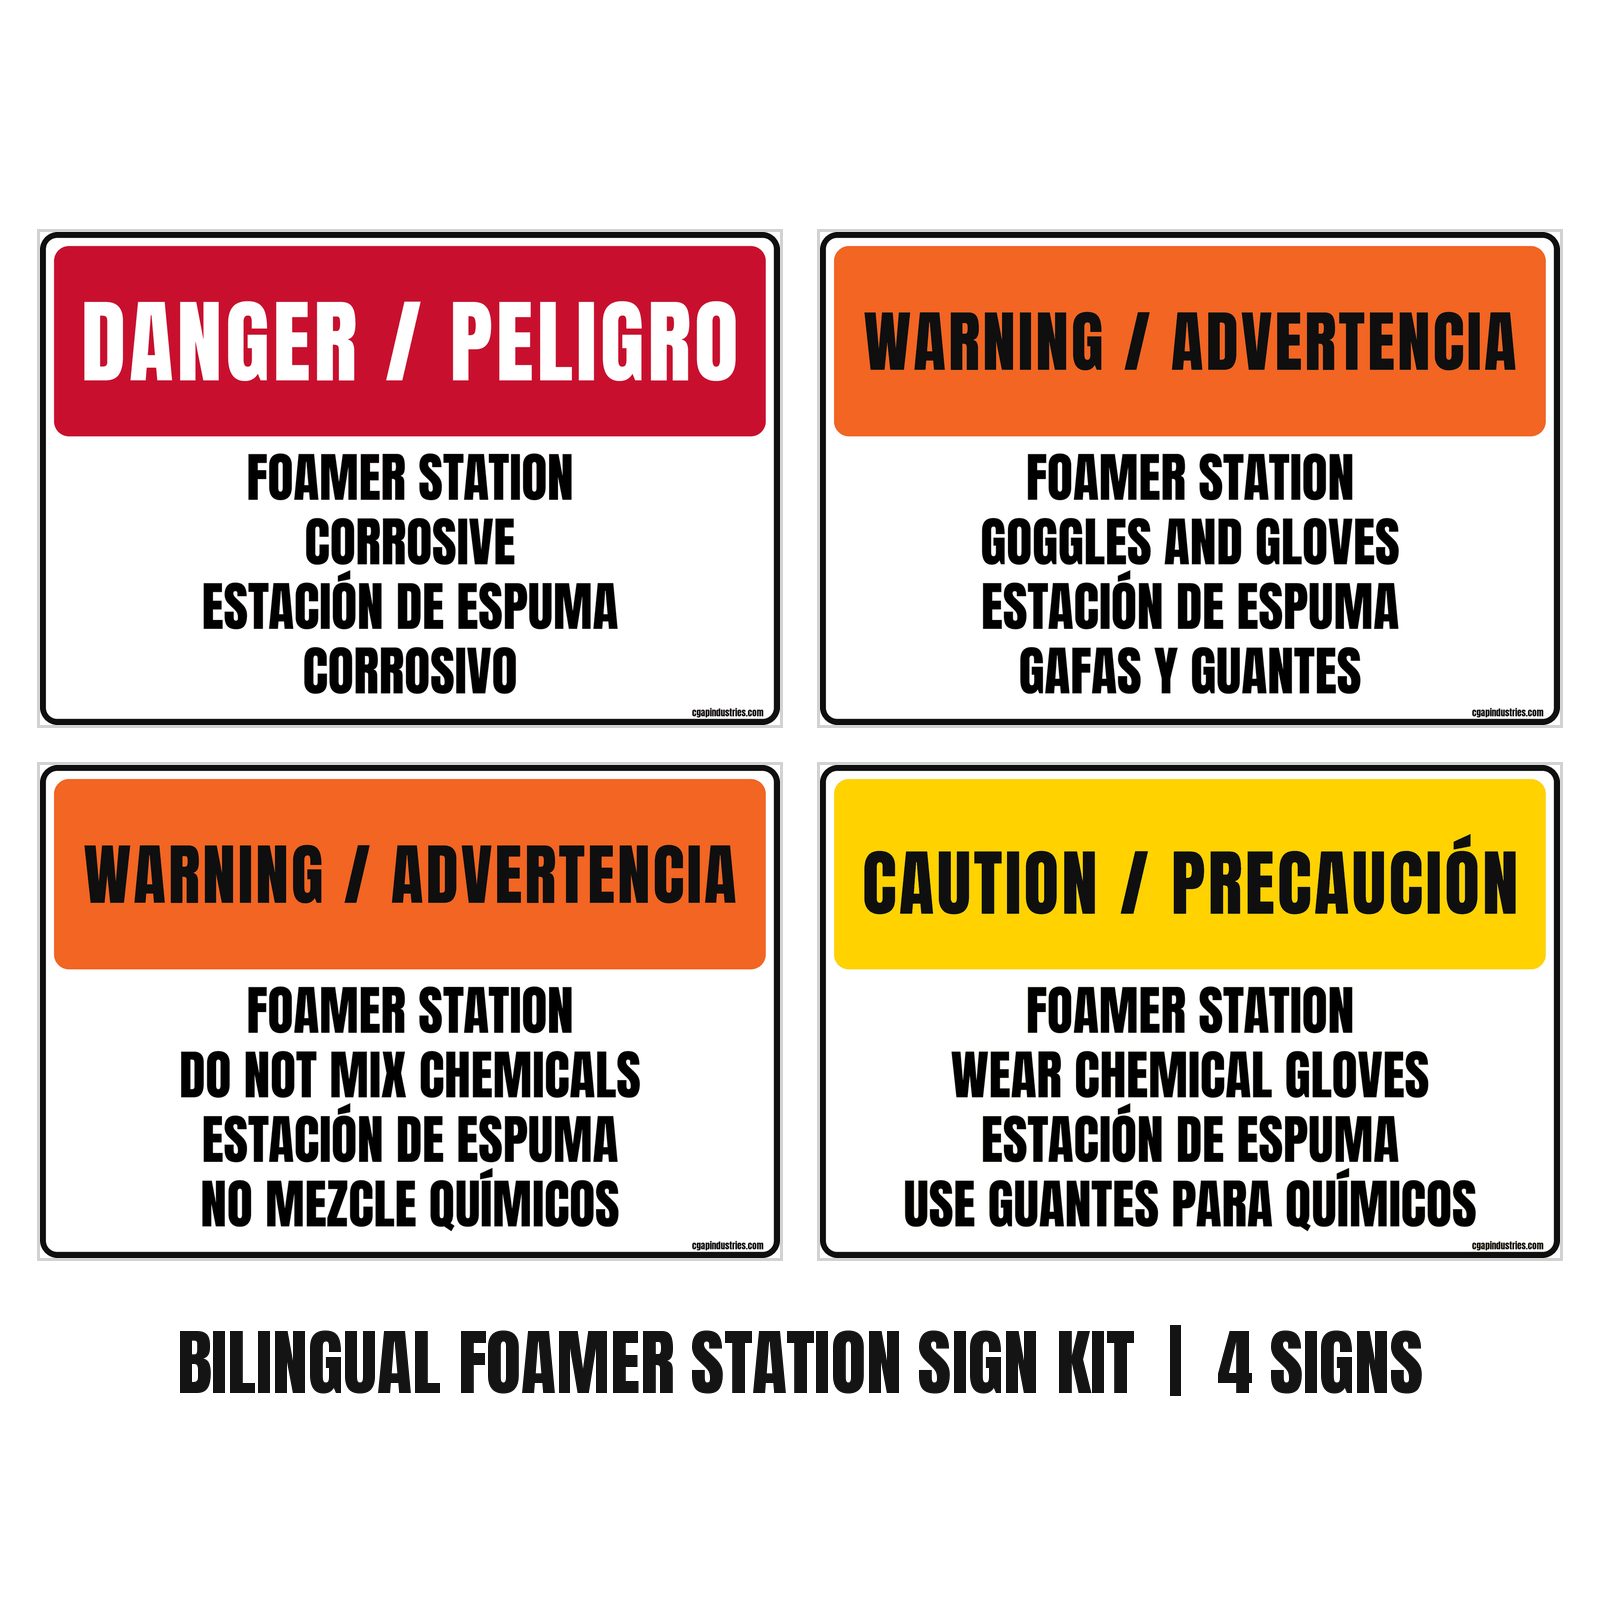 DANGER / PELIGRO
FOAMER STATION
CORROSIVE
ESTACIÓN DE ESPUMA
CORROSIVO
cgapindustries.com
WARNING / ADVERTENCIA
FOAMER STATION
GOGGLES AND GLOVES
ESTACIÓN DE ESPUMA
GAFAS Y GUANTES
cgapindustries.com
WARNING / ADVERTENCIA
FOAMER STATION
DO NOT MIX CHEMICALS
ESTACIÓN DE ESPUMA
NO MEZCLE QUÍMICOS
cgapindustries.com
CAUTION / PRECAUCIÓN
FOAMER STATION
WEAR CHEMICAL GLOVES
ESTACIÓN DE ESPUMA
USE GUANTES PARA QUÍMICOS
cgapindustries.com
BILINGUAL FOAMER STATION SIGN KIT | 4 SIGNS